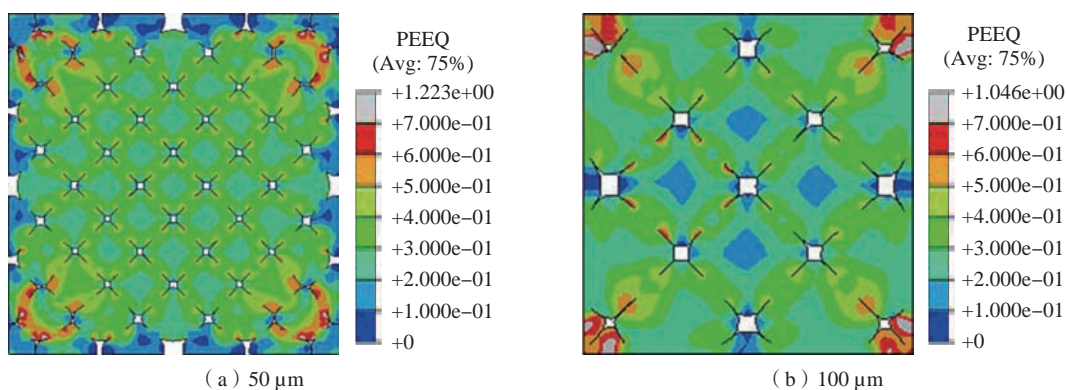 PEEQ
(Avg: 75%)
+1.223e+00
+7.000e-01
+6.000e-01
+5.000e-01
+4.000e-01
+3.000e-01
+2.000e-01
+1.000e-01
+0
(a) 50 μm
PEEQ
(Avg: 75%)
+1.046e+00
+7.000e-01
+6.000e-01
+5.000e-01
+4.000e-01
+3.000e-01
+2.000e-01
+1.000e-01
+0
(b) 100 μm